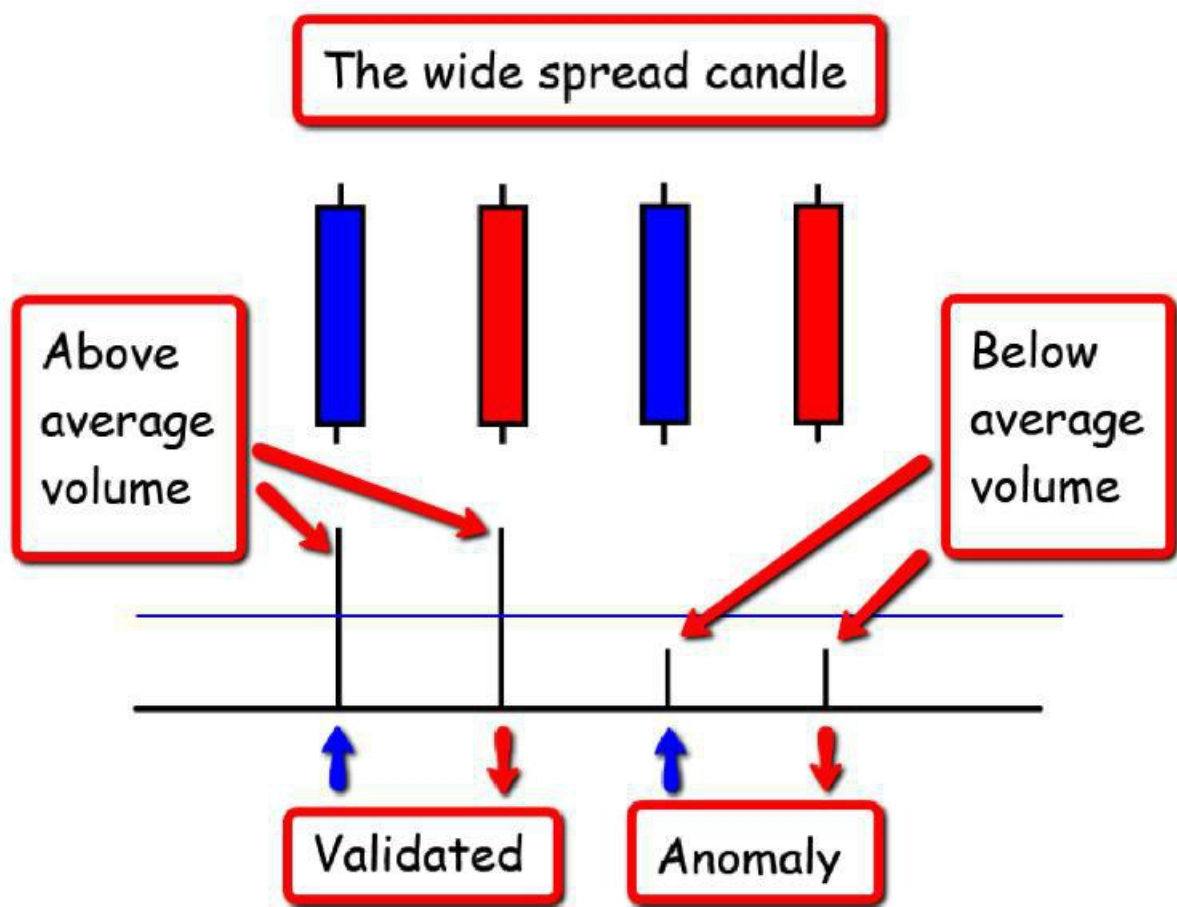 The wide spread candle
Above
average
volume
Below
average
volume
Validated
Anomaly